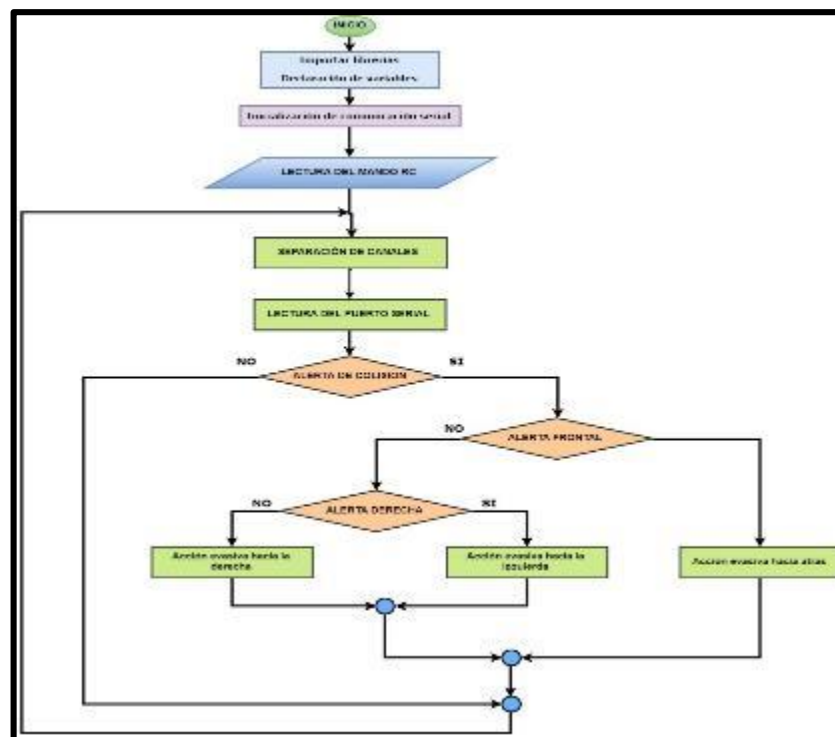 INICIO
Importar librerías
Declaración de variables
Inicialización de comunicación serial
LECTURA DEL MANDO RC
SEPARACIÓN DE CANALES
LECTURA DEL PUERTO SERIAL
NO
SI
ALERTA DE COLISION
NO
ALERTA FRONTAL
NO
SI
ALERTA DERECHA
Acción evasiva hacia la
derecha
Acción evasiva hacia la
izquierda
Acción evasiva hacia atras